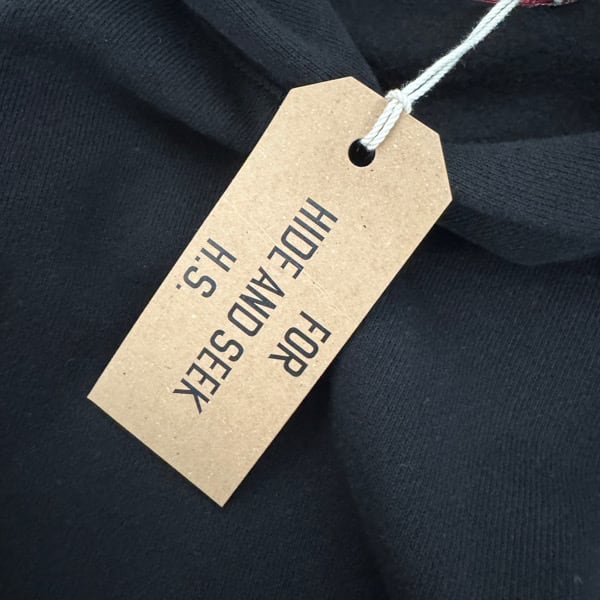 FOR
HIDE AND SEEK
H.S.